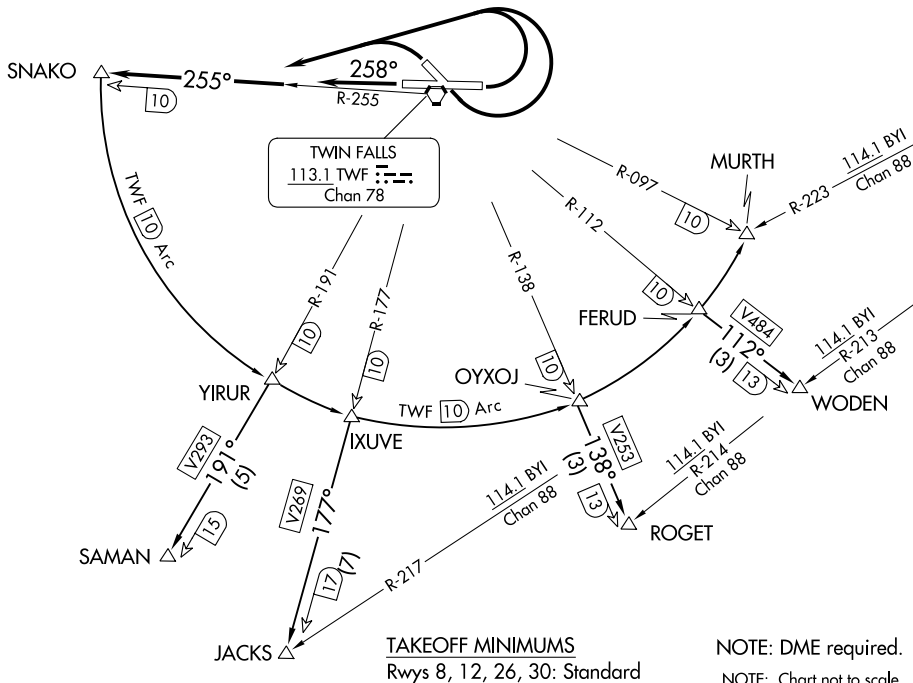 SNAKO
255°
258°
R-255
10
TWIN FALLS
113.1 TWF
Chan 78
MURTH
R-097
10
R-223
114.1 BYI
Chan 88
R-112
10
FERUD
V484
112°
(3)
13
114.1 BYI
R-213
Chan 88
WODEN
TWF 10 Arc
R-191
10
R-177
10
R-138
10
OYXOJ
YIRUR
IXUVE
TWF 10 Arc
V293
191°
(5)
15
SAMAN
V269
177°
17
(7)
JACKS
R-217
114.1 BYI
Chan 88
V253
138°
(3)
13
114.1 BYI
R-214
Chan 88
ROGET
TAKEOFF MINIMUMS
Rwys 8, 12, 26, 30: Standard
NOTE: DME required.
NOTE: Chart not to scale.